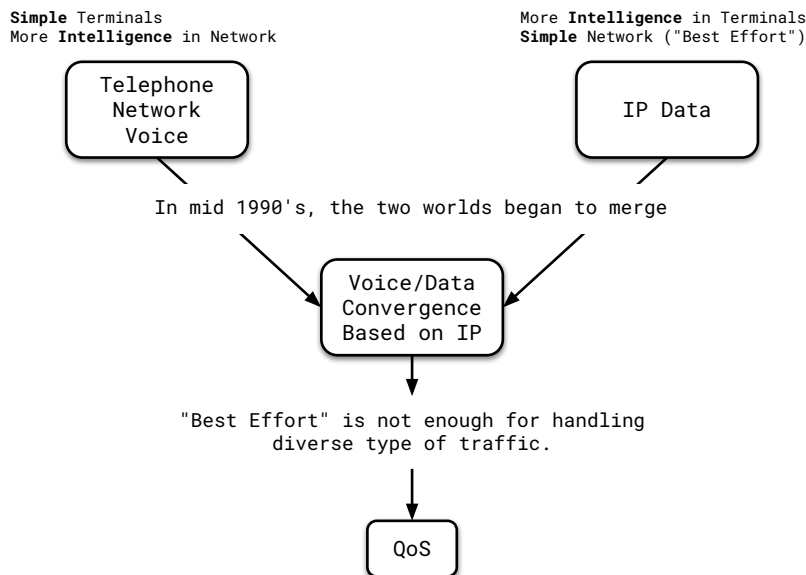 Simple Terminals
More Intelligence in Network
More Intelligence in Terminals
Simple Network ("Best Effort")
Telephone
Network
Voice
IP Data
In mid 1990's, the two worlds began to merge
Voice/Data
Convergence
Based on IP
"Best Effort" is not enough for handling
diverse type of traffic.
QoS